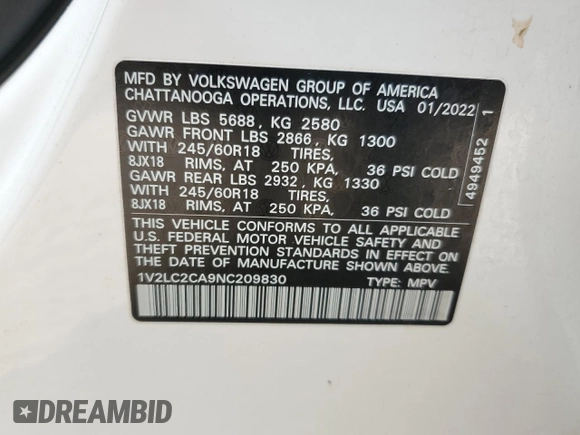 MFD BY VOLKSWAGEN GROUP OF AMERICA
CHATTANOOGA OPERATIONS, LLC. USA 01/2022
GVWR LBS 5688, KG 2580
GAWR FRONT LBS 2866, KG 1300
WITH 245/60R18 TIRES,
8JX18 RIMS, AT 250 KPA, 36 PSI COLD
GAWR REAR LBS 2932, KG 1330
WITH 245/60R18 TIRES,
8JX18 RIMS, AT 250 KPA, 36 PSI COLD
THIS VEHICLE CONFORMS TO ALL APPLICABLE
U.S. FEDERAL MOTOR VEHICLE SAFETY AND
THEFT PREVENTION STANDARDS IN EFFECT ON THE
DATE OF MANUFACTURE SHOWN ABOVE.
1V2LC2CA9NC209830 TYPE: MPV
4949452 1
DREAMBID